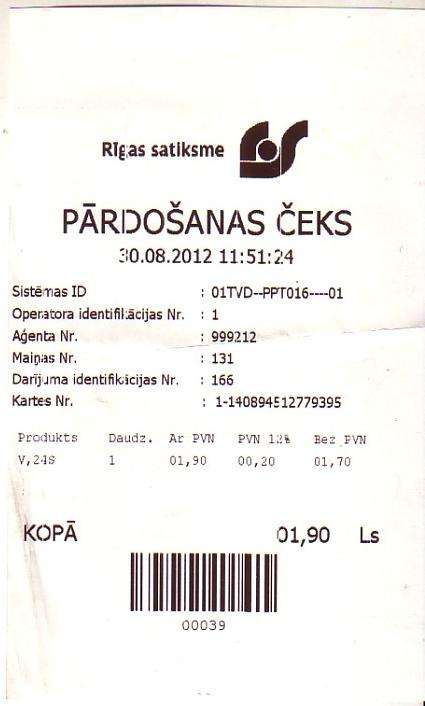 Rīgas satiksme
PĀRDOŠANAS ČEKS
30.08.2012 11:51:24
Sistēmas ID : 01TVD--PPT016----01
Operatora identifikācijas Nr. : 1
Aģenta Nr. : 999212
Maiņas Nr. : 131
Darījuma identifikācijas Nr. : 166
Kartes Nr. : 1-140894512779395
Produkts Daudz. Ar PVN PVN 12% Bez PVN
V,24S 1 01,90 00,20 01,70
KOPĀ 01,90 Ls
00039